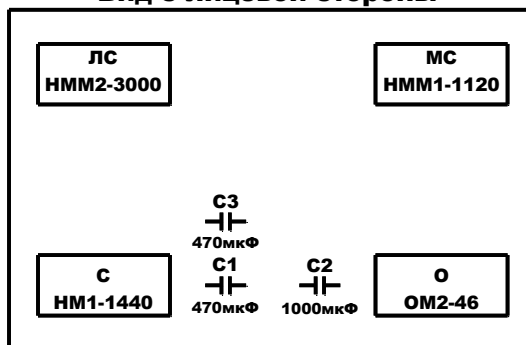 Вид с лицевой стороны
ЛС
НММ2-3000
МС
НММ1-1120
С3
470мкФ
С
НМ1-1440
С1
470мкФ
С2
1000мкФ
О
ОМ2-46